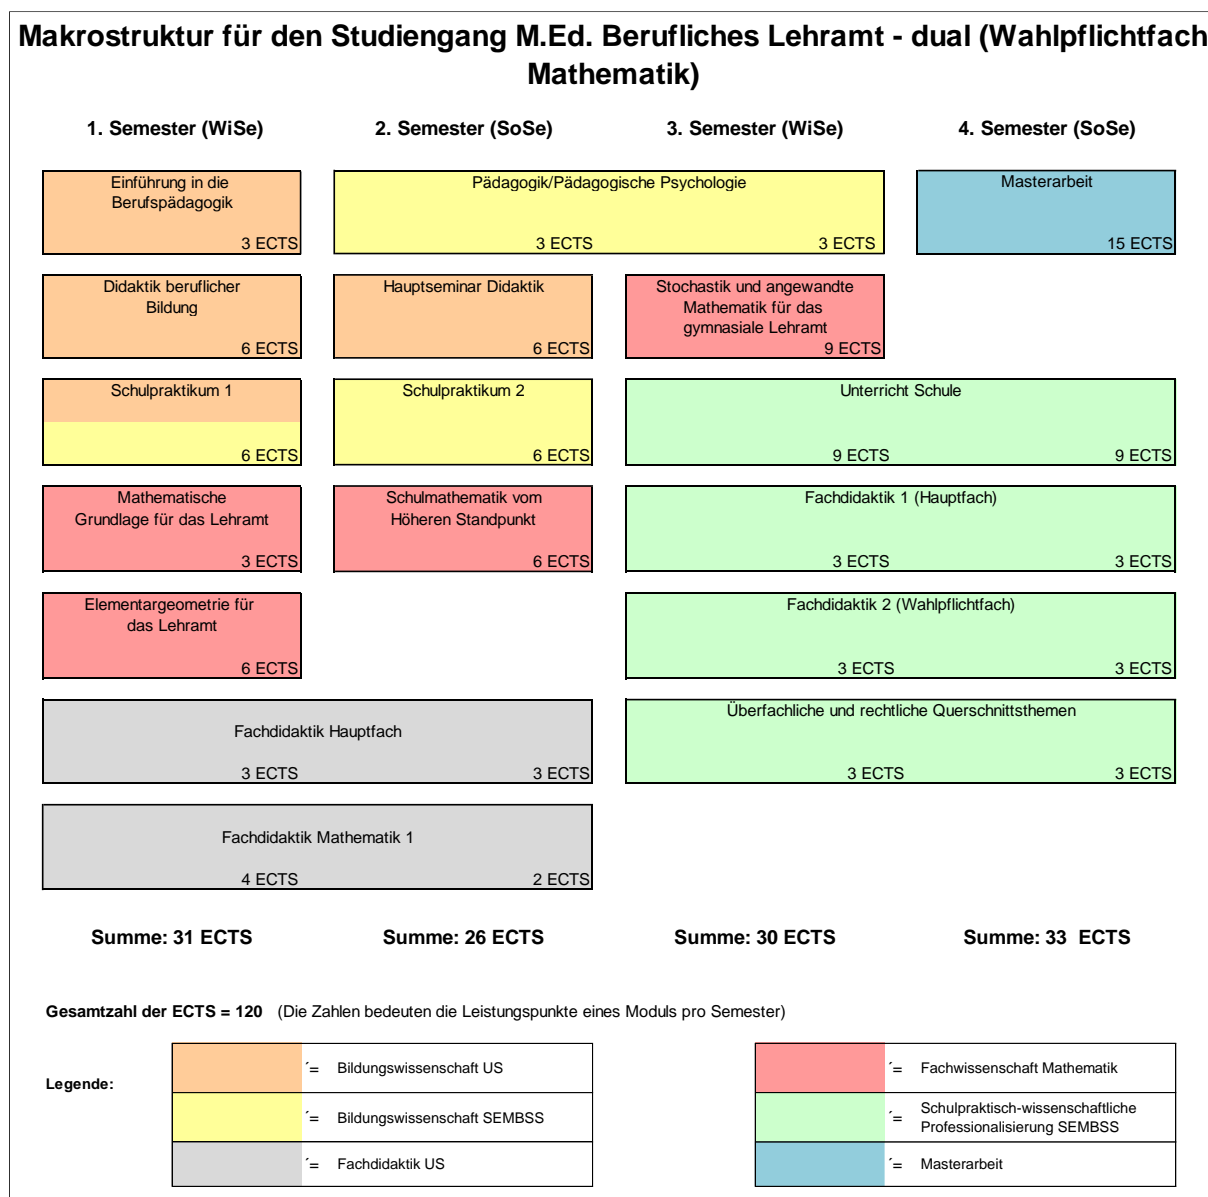 Makrostruktur für den Studiengang M.Ed. Berufliches Lehramt - dual (Wahlpflichtfach
Mathematik)
1. Semester (WiSe)
2. Semester (SoSe)
3. Semester (WiSe)
4. Semester (SoSe)
Einführung in die
Berufspädagogik
3 ECTS
Pädagogik/Pädagogische Psychologie
3 ECTS
3 ECTS
Masterarbeit
15 ECTS
Didaktik beruflicher
Bildung
6 ECTS
Hauptseminar Didaktik
6 ECTS
Stochastik und angewandte
Mathematik für das
gymnasiale Lehramt
9 ECTS
Schulpraktikum 1
6 ECTS
Schulpraktikum 2
6 ECTS
Unterricht Schule
9 ECTS
9 ECTS
Mathematische
Grundlage für das Lehramt
3 ECTS
Schulmathematik vom
Höheren Standpunkt
6 ECTS
Fachdidaktik 1 (Hauptfach)
3 ECTS
3 ECTS
Elementargeometrie für
das Lehramt
6 ECTS
Fachdidaktik 2 (Wahlpflichtfach)
3 ECTS
3 ECTS
Fachdidaktik Hauptfach
3 ECTS
3 ECTS
Überfachliche und rechtliche Querschnittsthemen
3 ECTS
3 ECTS
Fachdidaktik Mathematik 1
4 ECTS
2 ECTS
Summe: 31 ECTS
Summe: 26 ECTS
Summe: 30 ECTS
Summe: 33 ECTS
Gesamtzahl der ECTS = 120 (Die Zahlen bedeuten die Leistungspunkte eines Moduls pro Semester)
Legende:
´= Bildungswissenschaft US
´= Bildungswissenschaft SEMBSS
´= Fachdidaktik US
´= Fachwissenschaft Mathematik
´= Schulpraktisch-wissenschaftliche
Professionalisierung SEMBSS
´= Masterarbeit